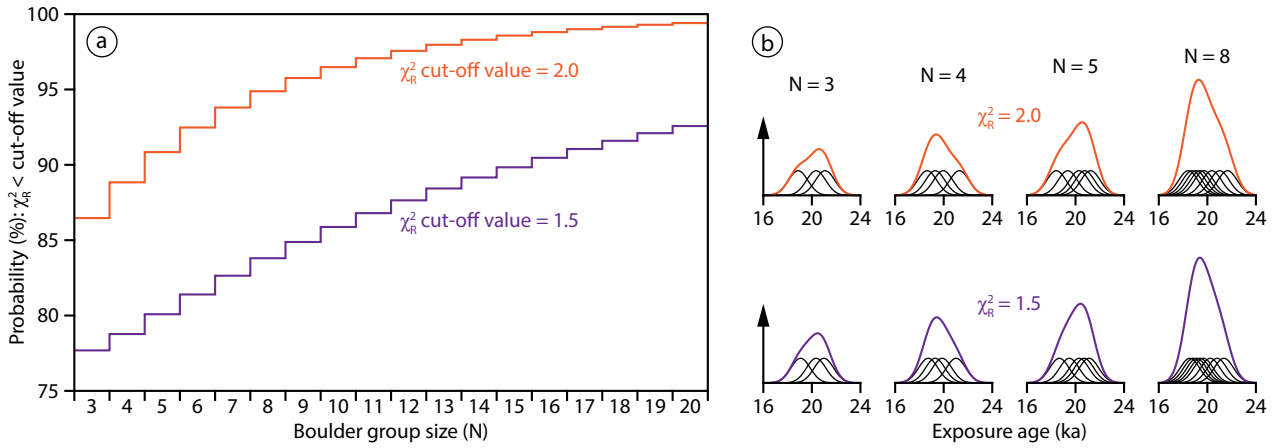 100
95
90
85
80
75
Probability (%): χ²R < cut-off value
a
χ²R cut-off value = 2.0
χ²R cut-off value = 1.5
3 4 5 6 7 8 9 10 11 12 13 14 15 16 17 18 19 20
Boulder group size (N)
b
N = 3 N = 4 N = 5 N = 8
χ²R = 2.0
16 20 24 16 20 24 16 20 24 16 20 24
χ²R = 1.5
16 20 24 16 20 24 16 20 24 16 20 24
Exposure age (ka)